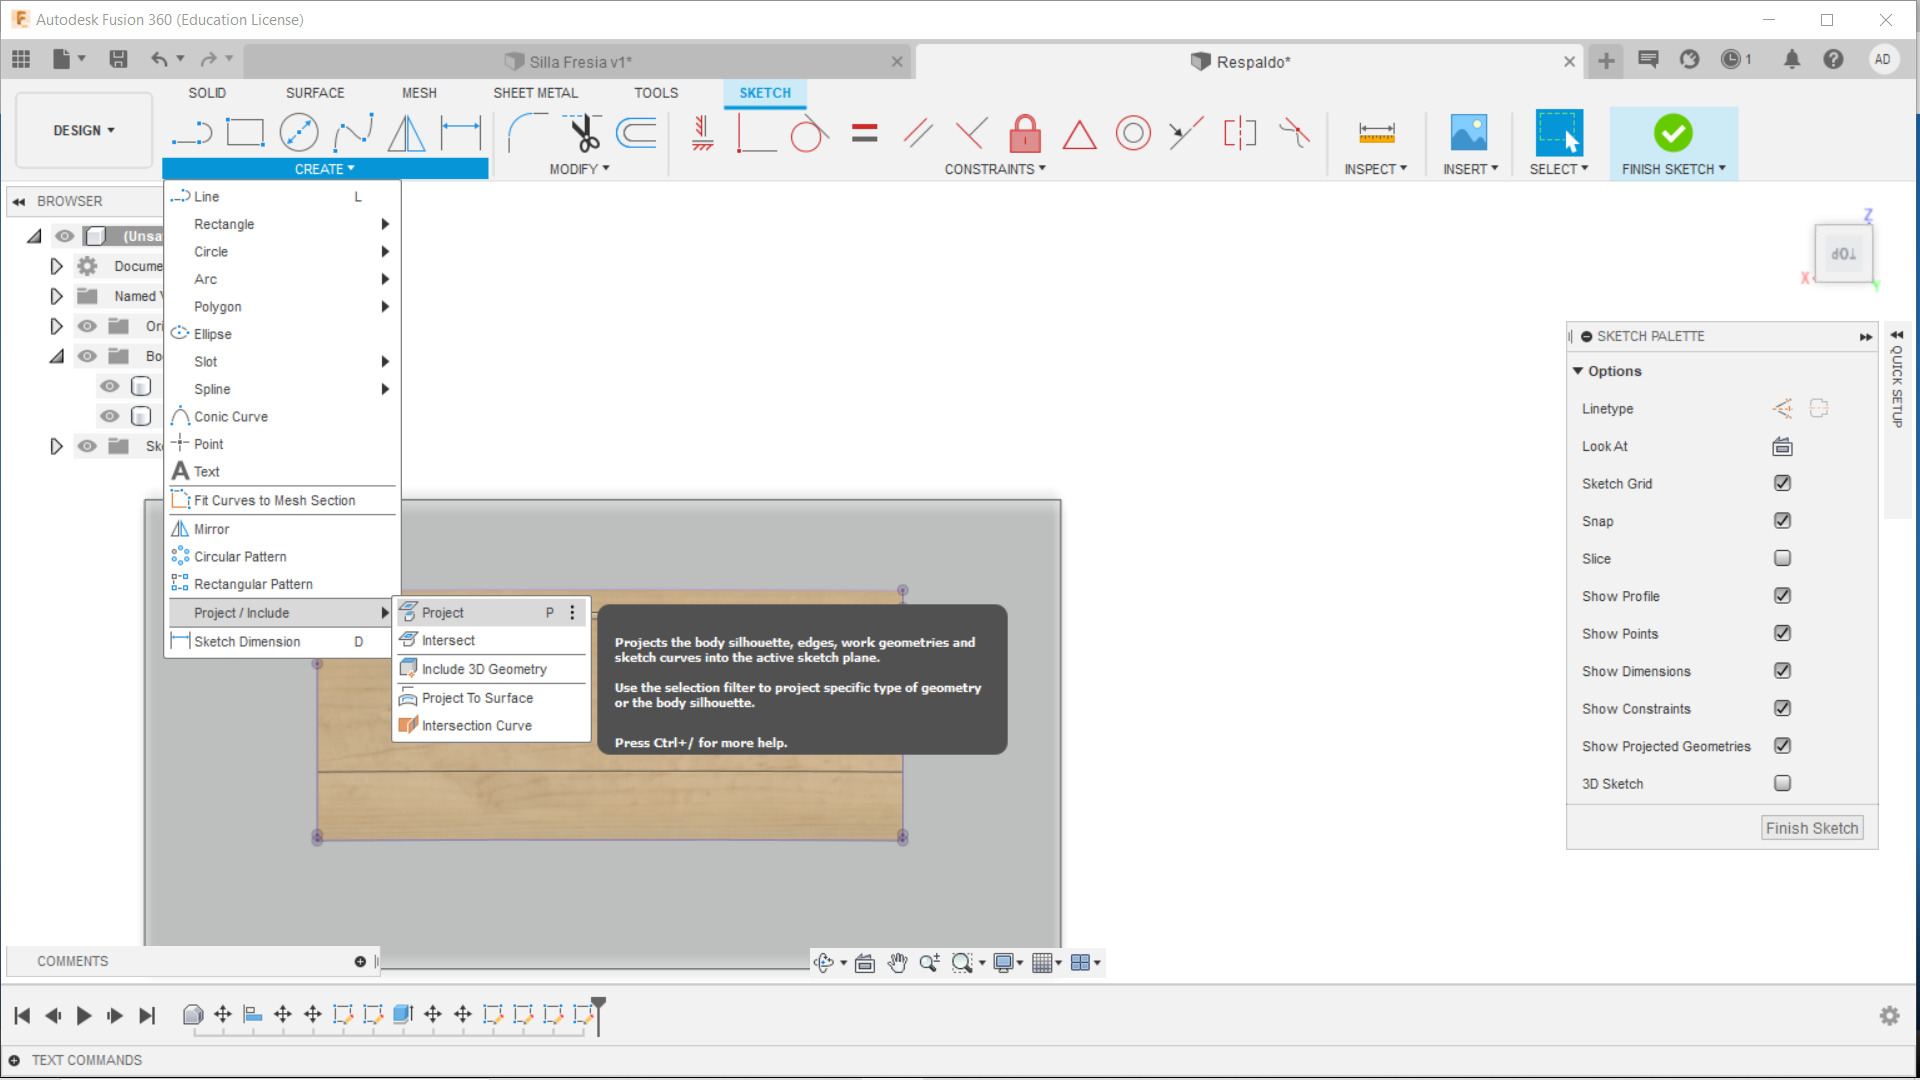 Autodesk Fusion 360 (Education License)
Silla Fresia v1*
Respaldo*
1
AD
DESIGN
SOLID
SURFACE
MESH
SHEET METAL
TOOLS
SKETCH
CREATE
MODIFY
CONSTRAINTS
INSPECT
INSERT
SELECT
FINISH SKETCH
BROWSER
(Unsa
Docume
Named V
Ori
Bo
Ske
Line L
Rectangle
Circle
Arc
Polygon
Ellipse
Slot
Spline
Conic Curve
Point
Text
Fit Curves to Mesh Section
Mirror
Circular Pattern
Rectangular Pattern
Project / Include
Sketch Dimension D
Project P
Intersect
Include 3D Geometry
Project To Surface
Intersection Curve
Projects the body silhouette, edges, work geometries and
sketch curves into the active sketch plane.
Use the selection filter to project specific type of geometry
or the body silhouette.
Press Ctrl+/ for more help.
Z
TOP
X
Y
SKETCH PALETTE
Options
Linetype
Look At
Sketch Grid
Snap
Slice
Show Profile
Show Points
Show Dimensions
Show Constraints
Show Projected Geometries
3D Sketch
Finish Sketch
QUICK SETUP
COMMENTS
TEXT COMMANDS